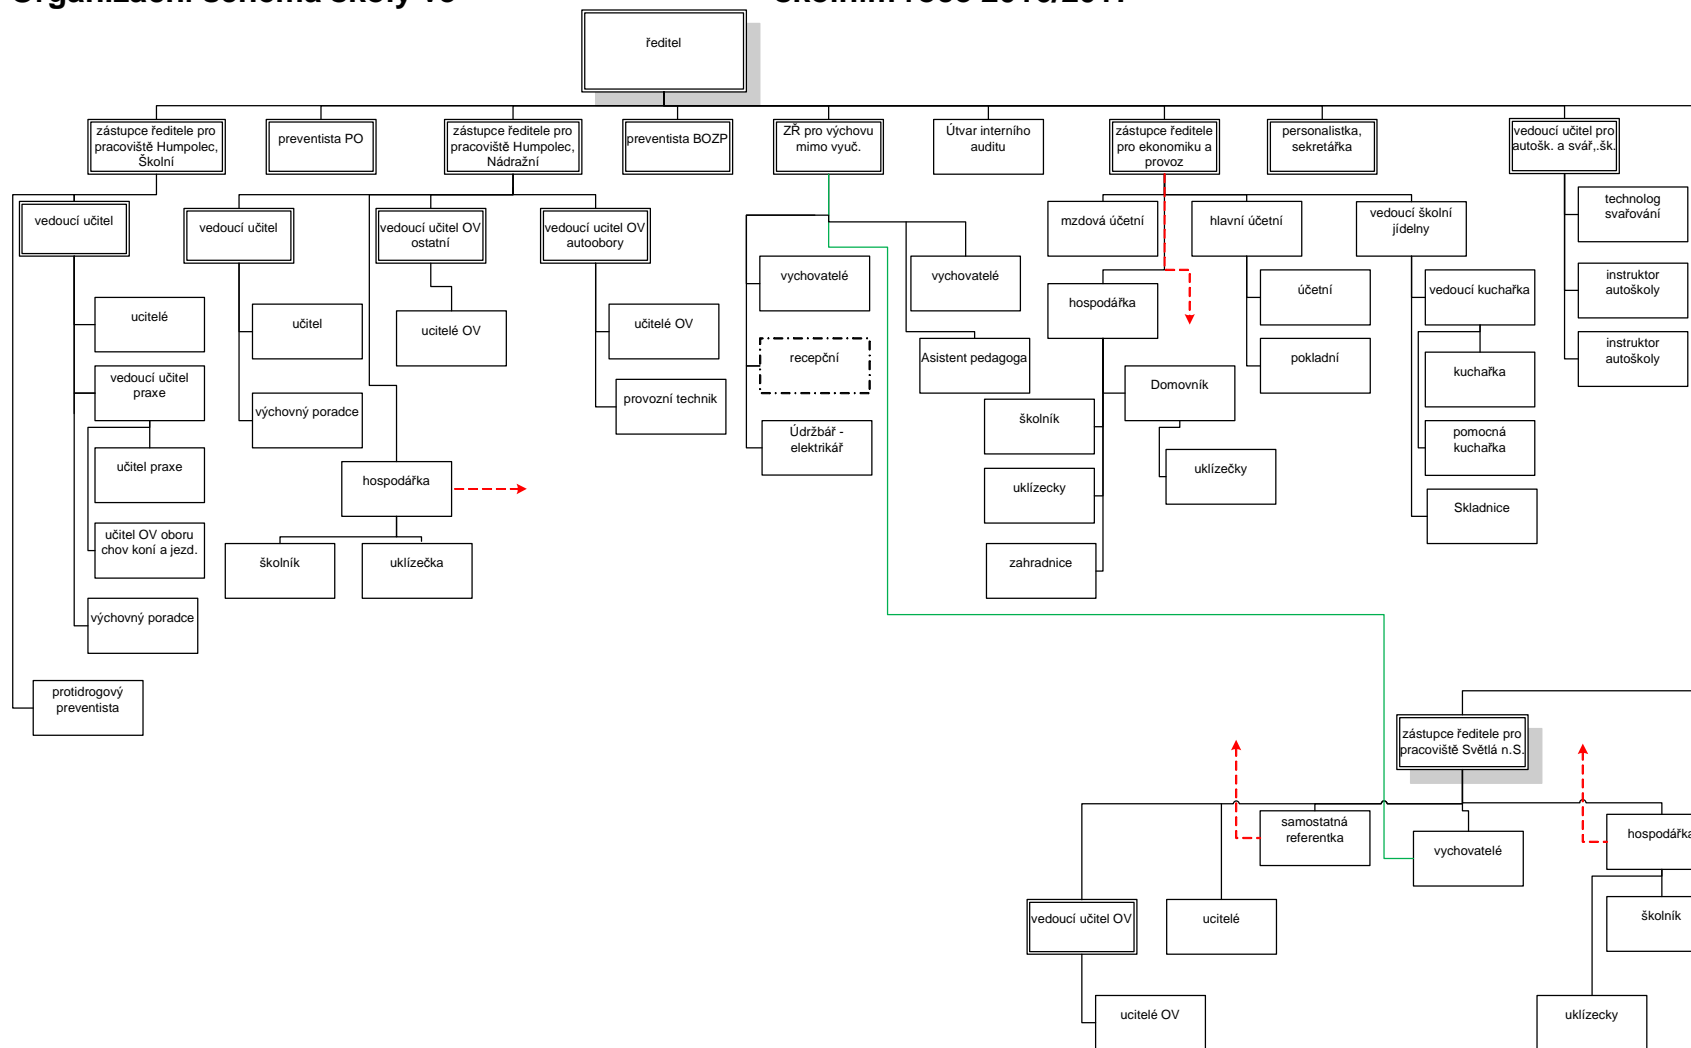 ředitel
zástupce ředitele pro
pracoviště Humpolec,
Školní
preventista PO
zástupce ředitele pro
pracoviště Humpolec,
Nádražní
preventista BOZP
ZŘ pro výchovu
mimo vyuč.
Útvar interního
auditu
zástupce ředitele
pro ekonomiku a
provoz
personalistka,
sekretářka
vedoucí učitel pro
autošk. a svář,.šk.
vedoucí učitel
vedoucí učitel
vedoucí učitel OV
ostatní
vedoucí ucitel OV
autoobory
mzdová účetní
hlavní účetní
vedoucí školní
jídelny
technolog
svařování
vychovatelé
vychovatelé
hospodářka
účetní
vedoucí kuchařka
instruktor
autoškoly
ucitelé
učitel
ucitelé OV
učitelé OV
recepční
Asistent pedagoga
pokladní
instruktor
autoškoly
vedoucí učitel
praxe
výchovný poradce
provozní technik
Domovník
kuchařka
školník
Údržbář -
elektrikář
pomocná
kuchařka
učitel praxe
hospodářka
uklízečky
uklízecky
Skladnice
učitel OV oboru
chov koní a jezd.
školník
uklízečka
zahradnice
výchovný poradce
protidrogový
preventista
zástupce ředitele pro
pracoviště Světlá n.S.
samostatná
referentka
vychovatelé
hospodářka
vedoucí učitel OV
ucitelé
školník
ucitelé OV
uklízecky